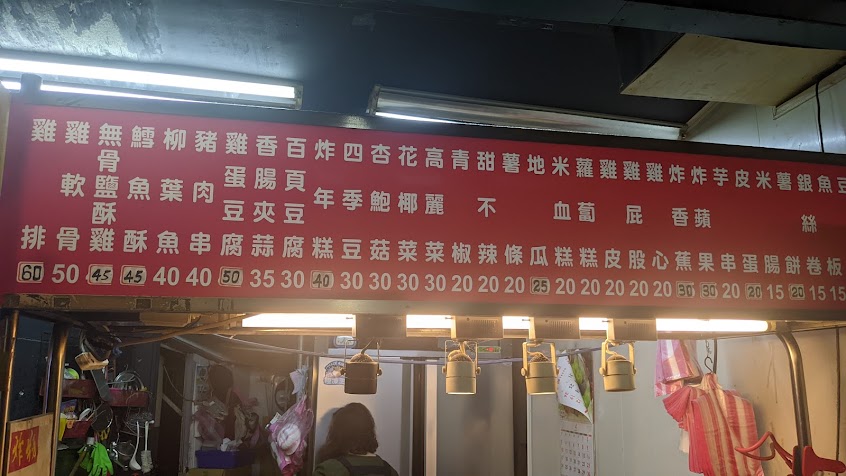 雞排 60
雞軟骨 50
無骨鹽酥雞 45
鱈魚酥 45
柳葉魚 40
豬肉串 40
雞蛋豆腐 50
香腸夾蒜 35
百頁豆腐 30
炸年糕 40
四季豆 30
杏鮑菇 30
花椰菜 30
高麗菜 30
青椒 20
甜不辣 20
薯條 20
地瓜 25
米血糕 20
蘿蔔糕 20
雞皮 20
雞屁股 20
雞心 20
炸香蕉 30
炸蘋果 30
芋串 20
皮蛋 20
米腸 15
薯餅 20
銀絲卷 15
魚板 15
豆